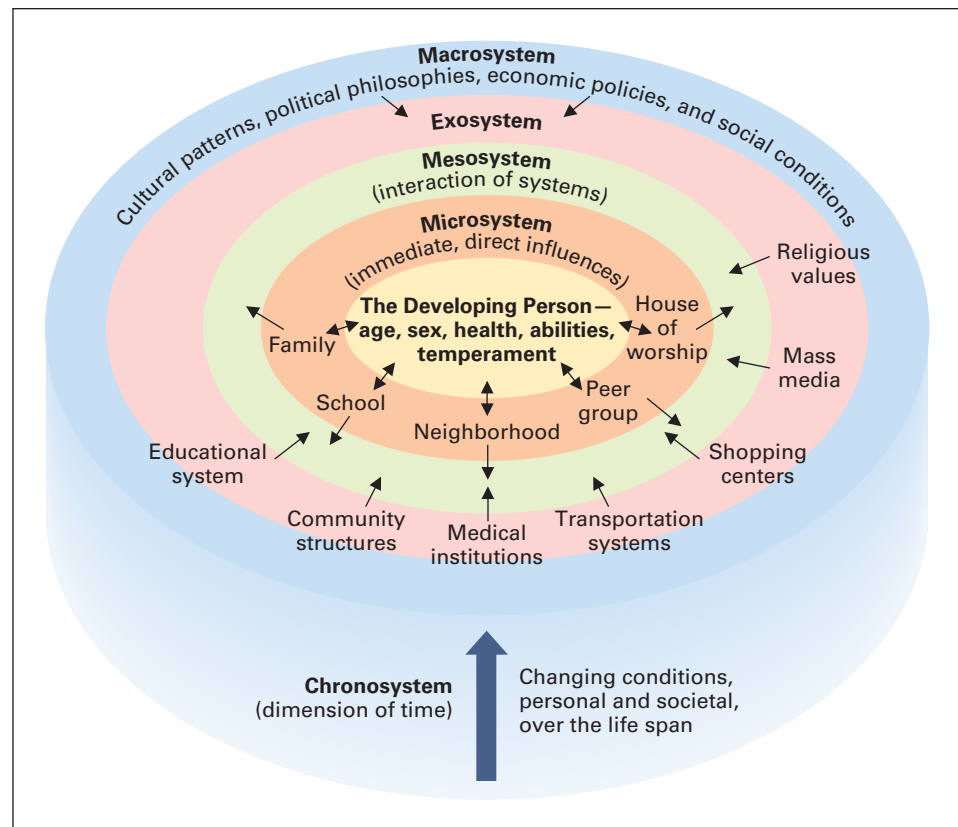 Macrosystem
Cultural patterns, political philosophies, economic policies, and social conditions
Exosystem
Mesosystem
(interaction of systems)
Microsystem
(immediate, direct influences)
Religious
values
The Developing Person—
age, sex, health, abilities,
temperament
House
of
worship
Family
Mass
media
School
Peer
group
Neighborhood
Educational
system
Shopping
centers
Community
structures
Medical
institutions
Transportation
systems
Chronosystem
(dimension of time)
Changing conditions,
personal and societal,
over the life span